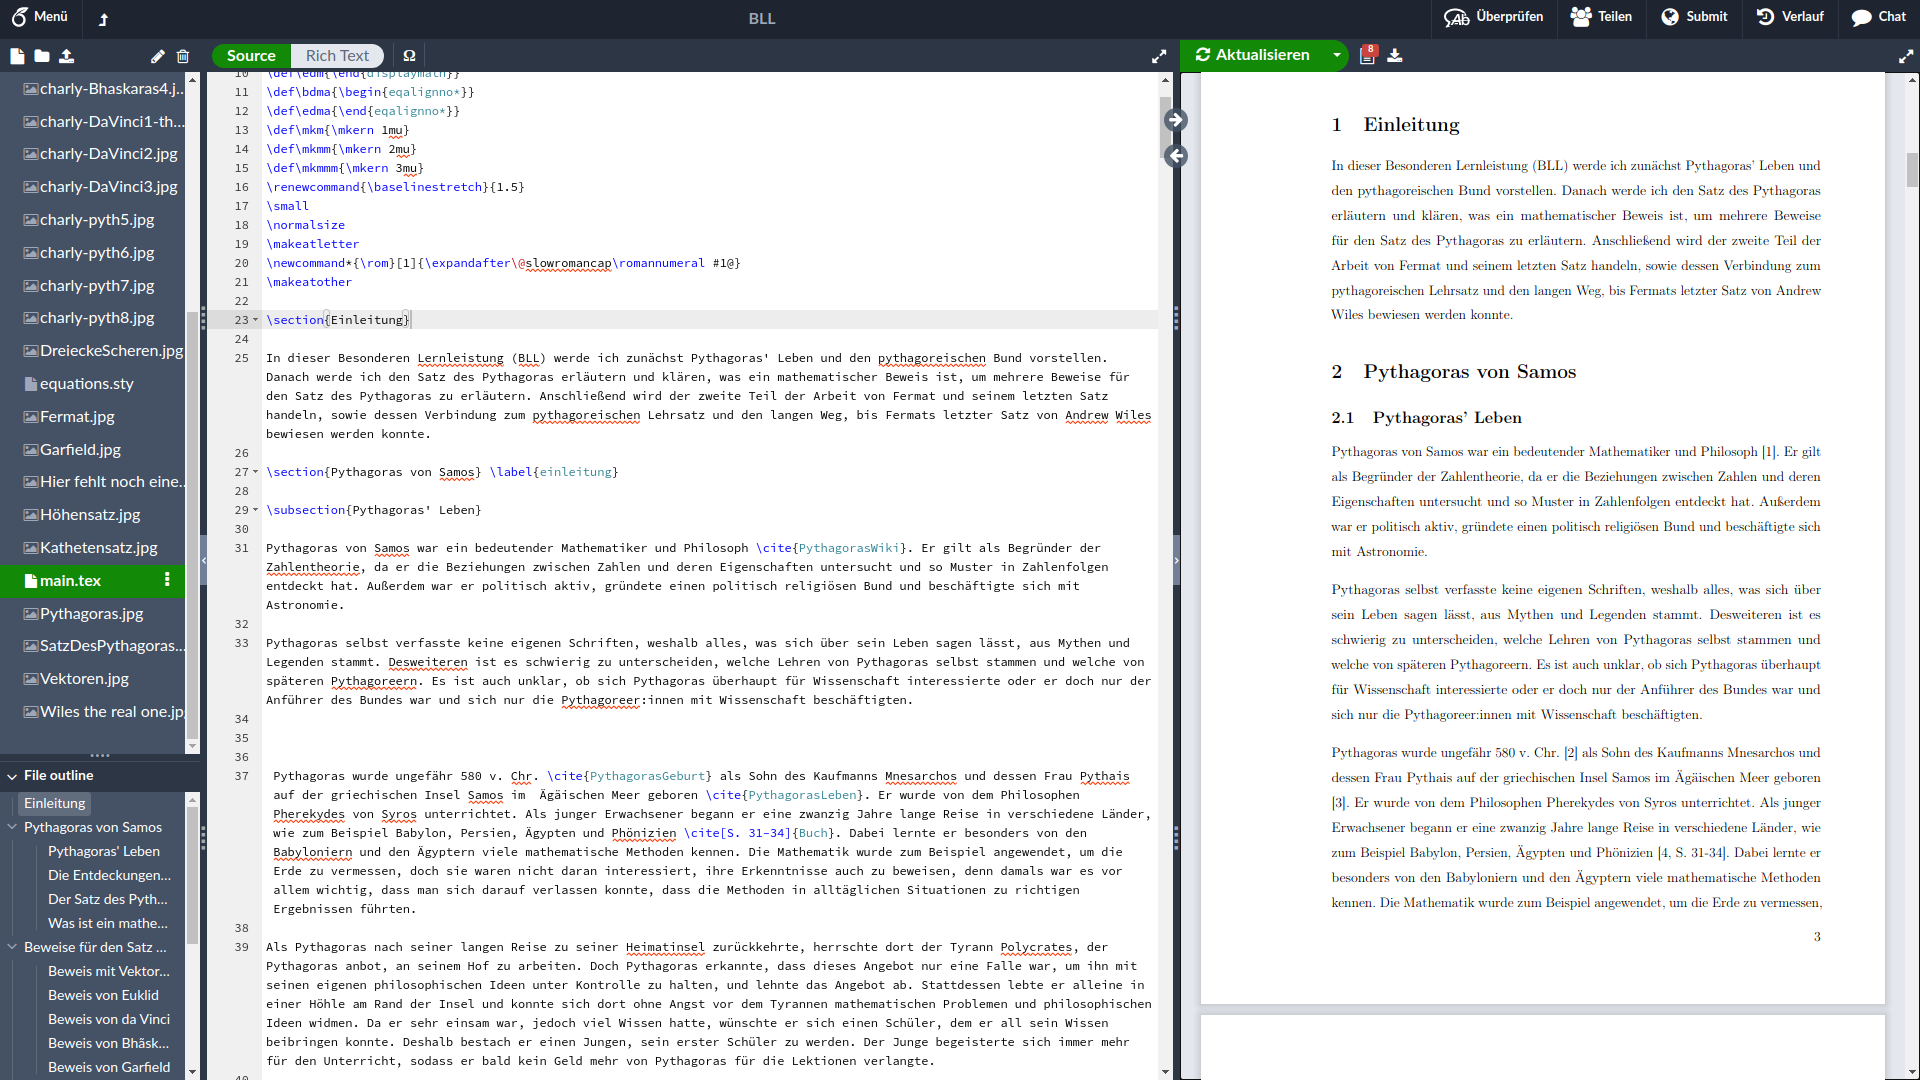 Menü
BLL
Überprüfen
Teilen
Submit
Verlauf
Chat
Source
Rich Text
Ω
Aktualisieren
8
charly-Bhaskaras4.j...
charly-DaVinci1-th...
charly-DaVinci2.jpg
charly-DaVinci3.jpg
charly-pyth5.jpg
charly-pyth6.jpg
charly-pyth7.jpg
charly-pyth8.jpg
DreieckeScheren.jpg
equations.sty
Fermat.jpg
Garfield.jpg
Hier fehlt noch eine...
Höhensatz.jpg
Kathetensatz.jpg
main.tex
Pythagoras.jpg
SatzDesPythagoras...
Vektoren.jpg
Wiles the real one.jp
File outline
Einleitung
Pythagoras von Samos
Pythagoras' Leben
Die Entdeckungen...
Der Satz des Pyth...
Was ist ein mathe...
Beweise für den Satz ...
Beweis mit Vektor...
Beweis von Euklid
Beweis von da Vinci
Beweis von Bhãsk...
Beweis von Garfield
10 \def\edm{\end{displaymath}}
11 \def\bdma{\begin{eqalignno*}}
12 \def\edma{\end{eqalignno*}}
13 \def\mkm{\mkern 1mu}
14 \def\mkmm{\mkern 2mu}
15 \def\mkmmm{\mkern 3mu}
16 \renewcommand{\baselinestretch}{1.5}
17 \small
18 \normalsize
19 \makeatletter
20 \newcommand*{\rom}[1]{\expandafter\@slowromancap\romannumeral #1@}
21 \makeatother
22
23 \section{Einleitung}
24
25 In dieser Besonderen Lernleistung (BLL) werde ich zunächst Pythagoras' Leben und den pythagoreischen Bund vorstellen.
Danach werde ich den Satz des Pythagoras erläutern und klären, was ein mathematischer Beweis ist, um mehrere Beweise für
den Satz des Pythagoras zu erläutern. Anschließend wird der zweite Teil der Arbeit von Fermat und seinem letzten Satz
handeln, sowie dessen Verbindung zum pythagoreischen Lehrsatz und den langen Weg, bis Fermats letzter Satz von Andrew Wiles
bewiesen werden konnte.
26
27 \section{Pythagoras von Samos} \label{einleitung}
28
29 \subsection{Pythagoras' Leben}
30
31 Pythagoras von Samos war ein bedeutender Mathematiker und Philosoph \cite{PythagorasWiki}. Er gilt als Begründer der
Zahlentheorie, da er die Beziehungen zwischen Zahlen und deren Eigenschaften untersucht und so Muster in Zahlenfolgen
entdeckt hat. Außerdem war er politisch aktiv, gründete einen politisch religiösen Bund und beschäftigte sich mit
Astronomie.
32
33 Pythagoras selbst verfasste keine eigenen Schriften, weshalb alles, was sich über sein Leben sagen lässt, aus Mythen und
Legenden stammt. Desweiteren ist es schwierig zu unterscheiden, welche Lehren von Pythagoras selbst stammen und welche von
späteren Pythagoreern. Es ist auch unklar, ob sich Pythagoras überhaupt für Wissenschaft interessierte oder er doch nur der
Anführer des Bundes war und sich nur die Pythagoreer:innen mit Wissenschaft beschäftigten.
34
35
36
37 Pythagoras wurde ungefähr 580 v. Chr. \cite{PythagorasGeburt} als Sohn des Kaufmanns Mnesarchos und dessen Frau Pythais
auf der griechischen Insel Samos im  Ägäischen Meer geboren \cite{PythagorasLeben}. Er wurde von dem Philosophen
Pherekydes von Syros unterrichtet. Als junger Erwachsener begann er eine zwanzig Jahre lange Reise in verschiedene Länder,
wie zum Beispiel Babylon, Persien, Ägypten und Phönizien \cite[S. 31-34]{Buch}. Dabei lernte er besonders von den
Babyloniern und den Ägyptern viele mathematische Methoden kennen. Die Mathematik wurde zum Beispiel angewendet, um die
Erde zu vermessen, doch sie waren nicht daran interessiert, ihre Erkenntnisse auch zu beweisen, denn damals war es vor
allem wichtig, dass man sich darauf verlassen konnte, dass die Methoden in alltäglichen Situationen zu richtigen
Ergebnissen führten.
38
39 Als Pythagoras nach seiner langen Reise zu seiner Heimatinsel zurückkehrte, herrschte dort der Tyrann Polycrates, der
Pythagoras anbot, an seinem Hof zu arbeiten. Doch Pythagoras erkannte, dass dieses Angebot nur eine Falle war, um ihn mit
seinen eigenen philosophischen Ideen unter Kontrolle zu halten, und lehnte das Angebot ab. Stattdessen lebte er alleine in
einer Höhle am Rand der Insel und konnte sich dort ohne Angst vor dem Tyrannen mathematischen Problemen und philosophischen
Ideen widmen. Da er sehr einsam war, jedoch viel Wissen hatte, wünschte er sich einen Schüler, dem er all sein Wissen
beibringen konnte. Deshalb bestach er einen Jungen, sein erster Schüler zu werden. Der Junge begeisterte sich immer mehr
für den Unterricht, sodass er bald kein Geld mehr von Pythagoras für die Lektionen verlangte.
40
1 Einleitung
In dieser Besonderen Lernleistung (BLL) werde ich zunächst Pythagoras' Leben und
den pythagoreischen Bund vorstellen. Danach werde ich den Satz des Pythagoras
erläutern und klären, was ein mathematischer Beweis ist, um mehrere Beweise
für den Satz des Pythagoras zu erläutern. Anschließend wird der zweite Teil der
Arbeit von Fermat und seinem letzten Satz handeln, sowie dessen Verbindung zum
pythagoreischen Lehrsatz und den langen Weg, bis Fermats letzter Satz von Andrew
Wiles bewiesen werden konnte.
2 Pythagoras von Samos
2.1 Pythagoras' Leben
Pythagoras von Samos war ein bedeutender Mathematiker und Philosoph [1]. Er gilt
als Begründer der Zahlentheorie, da er die Beziehungen zwischen Zahlen und deren
Eigenschaften untersucht und so Muster in Zahlenfolgen entdeckt hat. Außerdem
war er politisch aktiv, gründete einen politisch religiösen Bund und beschäftigte sich
mit Astronomie.
Pythagoras selbst verfasste keine eigenen Schriften, weshalb alles, was sich über
sein Leben sagen lässt, aus Mythen und Legenden stammt. Desweiteren ist es
schwierig zu unterscheiden, welche Lehren von Pythagoras selbst stammen und
welche von späteren Pythagoreern. Es ist auch unklar, ob sich Pythagoras überhaupt
für Wissenschaft interessierte oder er doch nur der Anführer des Bundes war und
sich nur die Pythagoreer:innen mit Wissenschaft beschäftigten.
Pythagoras wurde ungefähr 580 v. Chr. [2] als Sohn des Kaufmanns Mnesarchos und
dessen Frau Pythais auf der griechischen Insel Samos im Ägäischen Meer geboren
[3]. Er wurde von dem Philosophen Pherekydes von Syros unterrichtet. Als junger
Erwachsener begann er eine zwanzig Jahre lange Reise in verschiedene Länder, wie
zum Beispiel Babylon, Persien, Ägypten und Phönizien [4, S. 31-34]. Dabei lernte er
besonders von den Babyloniern und den Ägyptern viele mathematische Methoden
kennen. Die Mathematik wurde zum Beispiel angewendet, um die Erde zu vermessen,
3